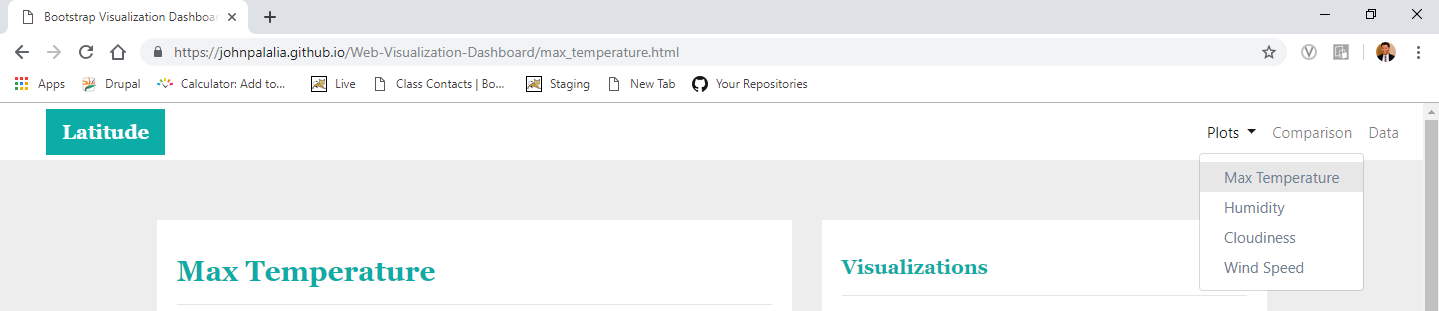 Bootstrap Visualization Dashboar
https://johnpalalia.github.io/Web-Visualization-Dashboard/max_temperature.html
Apps Drupal Calculator: Add to... Live Class Contacts | Bo... Staging New Tab Your Repositories
Latitude Plots Comparison Data
Max Temperature
Humidity
Cloudiness
Wind Speed
Max Temperature
Visualizations